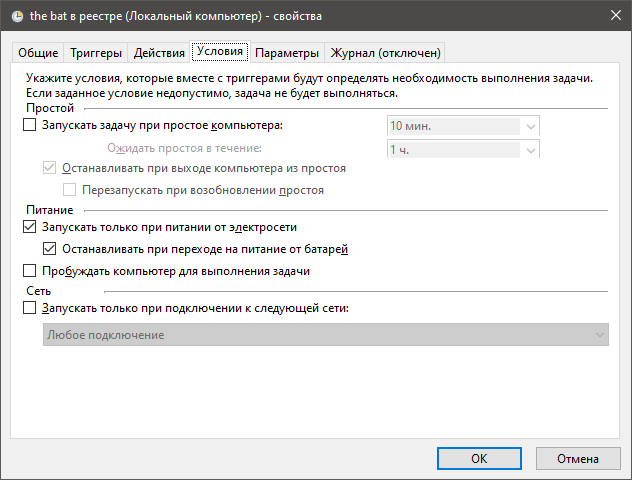 the bat в реестре (Локальный компьютер) - свойства
Общие Триггеры Действия Условия Параметры Журнал (отключен)
Укажите условия, которые вместе с триггерами будут определять необходимость выполнения задачи.
Если заданное условие недопустимо, задача не будет выполняться.
Простой
Запускать задачу при простое компьютера: 10 мин.
Ожидать простоя в течение: 1 ч.
Останавливать при выходе компьютера из простоя
Перезапускать при возобновлении простоя
Питание
Запускать только при питании от электросети
Останавливать при переходе на питание от батарей
Пробуждать компьютер для выполнения задачи
Сеть
Запускать только при подключении к следующей сети:
Любое подключение
OK Отмена